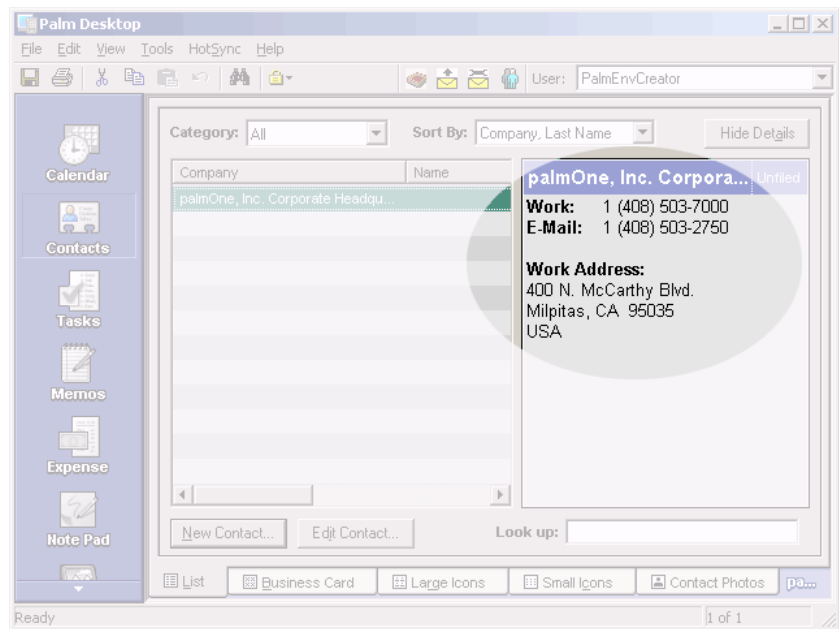 Palm Desktop
File Edit View Tools HotSync Help
User: PalmEnvCreator
Category: All Sort By: Company, Last Name Hide Details
Company Name
palmOne, Inc. Corporate Headqu...
palmOne, Inc. Corpora... Unfiled
Work: 1 (408) 503-7000
E-Mail: 1 (408) 503-2750
Work Address:
400 N. McCarthy Blvd.
Milpitas, CA 95035
USA
Calendar
Contacts
Tasks
Memos
Expense
Note Pad
New Contact... Edit Contact... Look up:
List Business Card Large Icons Small Icons Contact Photos pa...
Ready 1 of 1